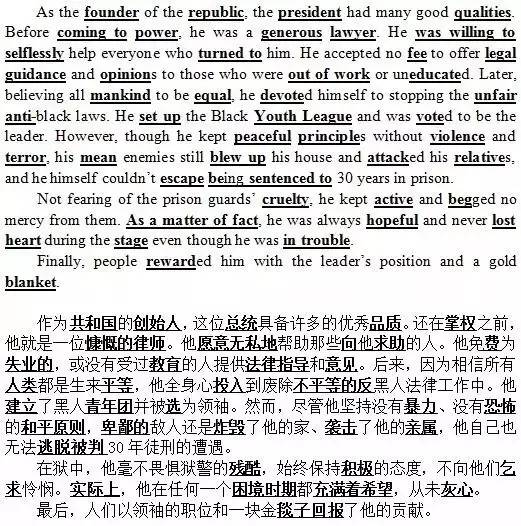 As the founder of the republic, the president had many good qualities.
Before coming to power, he was a generous lawyer. He was willing to
selflessly help everyone who turned to him. He accepted no fee to offer legal
guidance and opinions to those who were out of work or uneducated. Later,
believing all mankind to be equal, he devoted himself to stopping the unfair
anti-black laws. He set up the Black Youth League and was voted to be the
leader. However, though he kept peaceful principles without violence and
terror, his mean enemies still blew up his house and attacked his relatives,
and he himself couldn't escape being sentenced to 30 years in prison.
Not fearing of the prison guards' cruelty, he kept active and begged no
mercy from them. As a matter of fact, he was always hopeful and never lost
heart during the stage even though he was in trouble.
Finally, people rewarded him with the leader's position and a gold
blanket.
作为共和国的创始人，这位总统具备许多的优秀品质。还在掌权之前，
他就是一位慷慨的律师。他愿意无私地帮助那些向他求助的人。他免费为
失业的，或没有受过教育的人提供法律指导和意见。后来，因为相信所有
人类都是生来平等，他全身心投入到废除不平等的反黑人法律工作中。他
建立了黑人青年团并被选为领袖。然而，尽管他坚持没有暴力、没有恐怖
的和平原则，卑鄙的敌人还是炸毁了他的家、袭击了他的亲属，他自己也
无法逃脱被判 30 年徒刑的遭遇。
在狱中，他毫不畏惧狱警的残酷，始终保持积极的态度，不向他们乞
求怜悯。实际上，他在任何一个困境时期都充满着希望，从未灰心。
最后，人们以领袖的职位和一块金毯子回报了他的贡献。